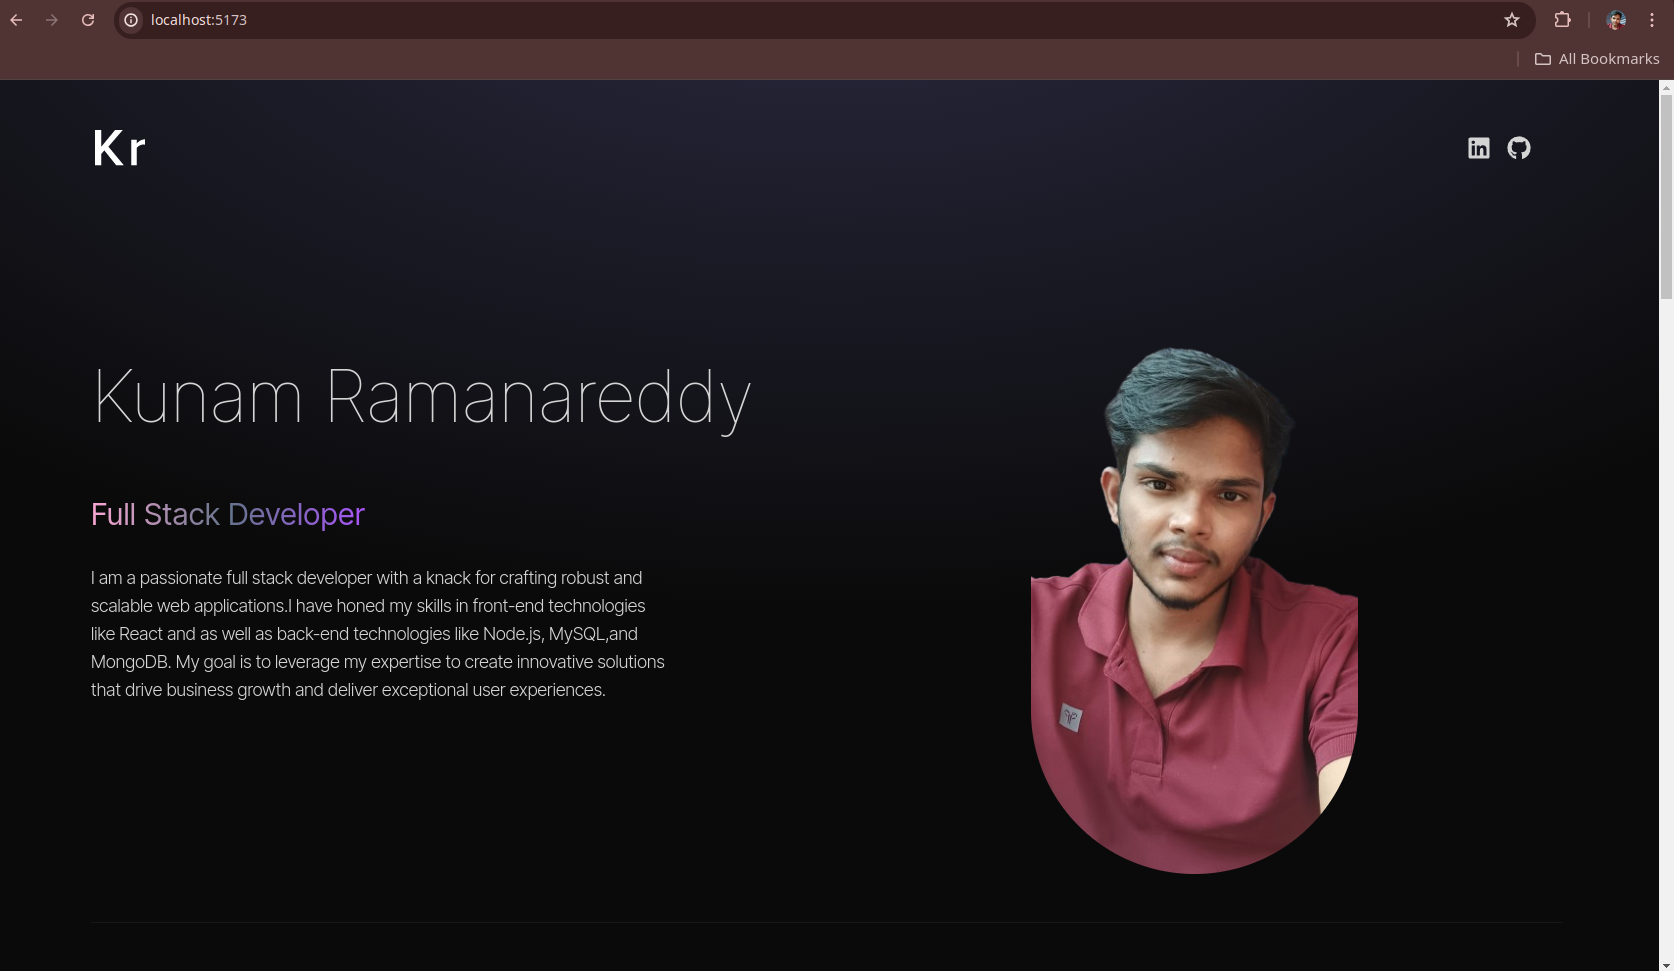 localhost:5173
All Bookmarks
Kr
in
Kunam Ramanareddy
Full Stack Developer
I am a passionate full stack developer with a knack for crafting robust and
scalable web applications.I have honed my skills in front-end technologies
like React and as well as back-end technologies like Node.js, MySQL,and
MongoDB. My goal is to leverage my expertise to create innovative solutions
that drive business growth and deliver exceptional user experiences.